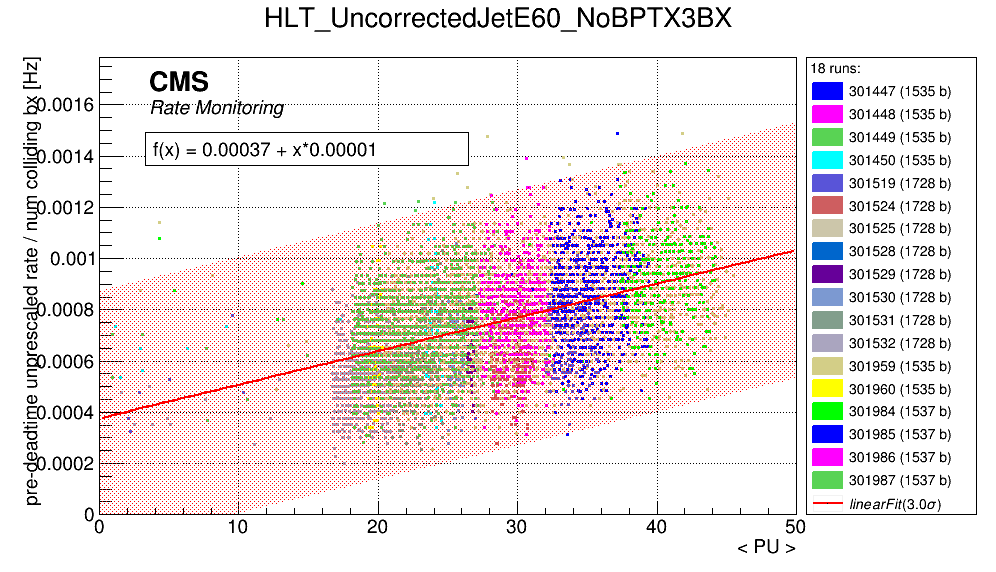 HLT_UncorrectedJetE60_NoBPTX3BX
pre-deadtime unprescaled rate / num colliding bx [Hz]
CMS
Rate Monitoring
f(x) = 0.00037 + x*0.00001
0.0016
0.0014
0.0012
0.001
0.0008
0.0006
0.0004
0.0002
0
0 10 20 30 40 50
< PU >
18 runs:
301447 (1535 b)
301448 (1535 b)
301449 (1535 b)
301450 (1535 b)
301519 (1728 b)
301524 (1728 b)
301525 (1728 b)
301528 (1728 b)
301529 (1728 b)
301530 (1728 b)
301531 (1728 b)
301532 (1728 b)
301959 (1535 b)
301960 (1535 b)
301984 (1537 b)
301985 (1537 b)
301986 (1537 b)
301987 (1537 b)
linearFit(3.0σ)